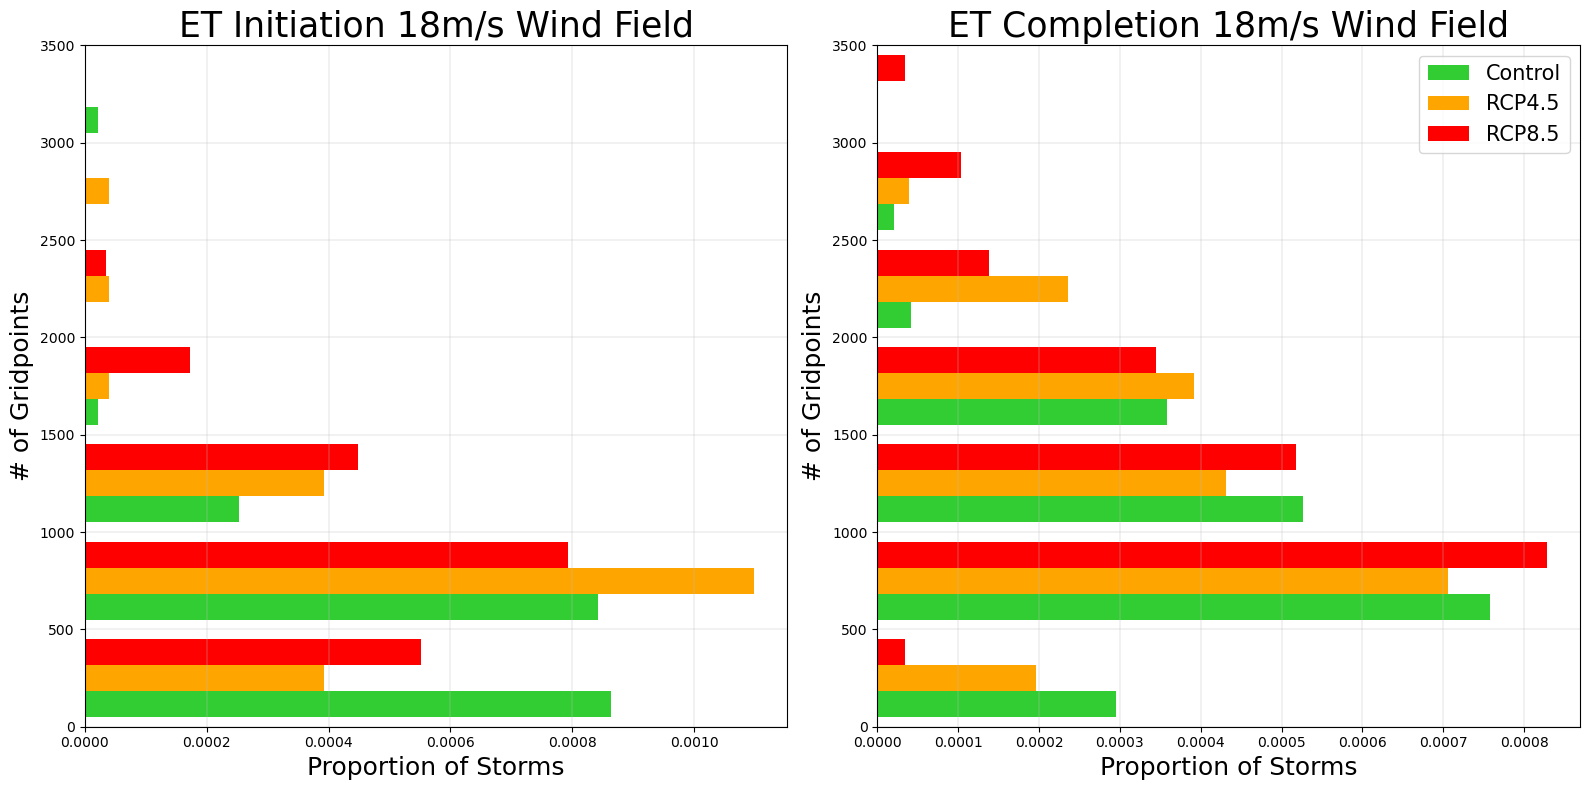 ET Initiation 18m/s Wind Field
3500
3000
2500
2000
1500
1000
500
0
# of Gridpoints
0.0000 0.0002 0.0004 0.0006 0.0008 0.0010
Proportion of Storms
ET Completion 18m/s Wind Field
3500
3000
2500
2000
1500
1000
500
0
# of Gridpoints
0.0000 0.0001 0.0002 0.0003 0.0004 0.0005 0.0006 0.0007 0.0008
Proportion of Storms
Control
RCP4.5
RCP8.5